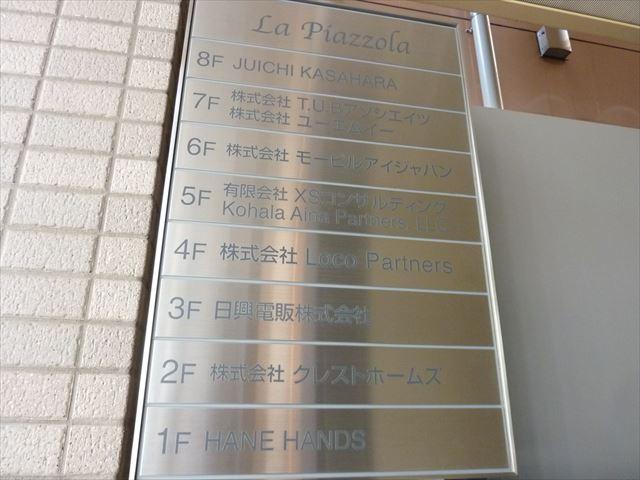 La Piazzola
8F JUICHI KASAHARA
7F 株式会社 T.U.Bアソシエイツ
株式会社 ユーエムイー
6F 株式会社 モービルアイジャパン
5F 有限会社 XSコンサルティング
Kohala Aina Partners, LLC
4F 株式会社 Loco Partners
3F 日興電販株式会社
2F 株式会社 クレストホームズ
1F HANE HANDS